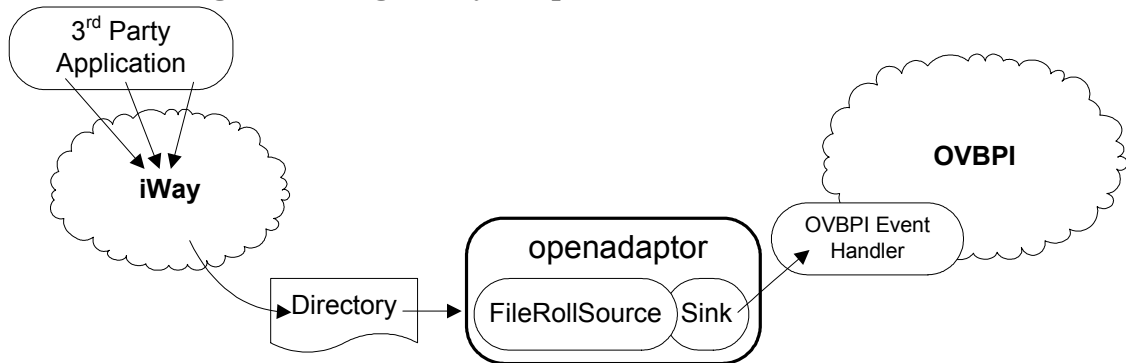 3rd Party
Application
iWay
OVBPI
OVBPI Event
Handler
openadaptor
Directory
FileRollSource
Sink